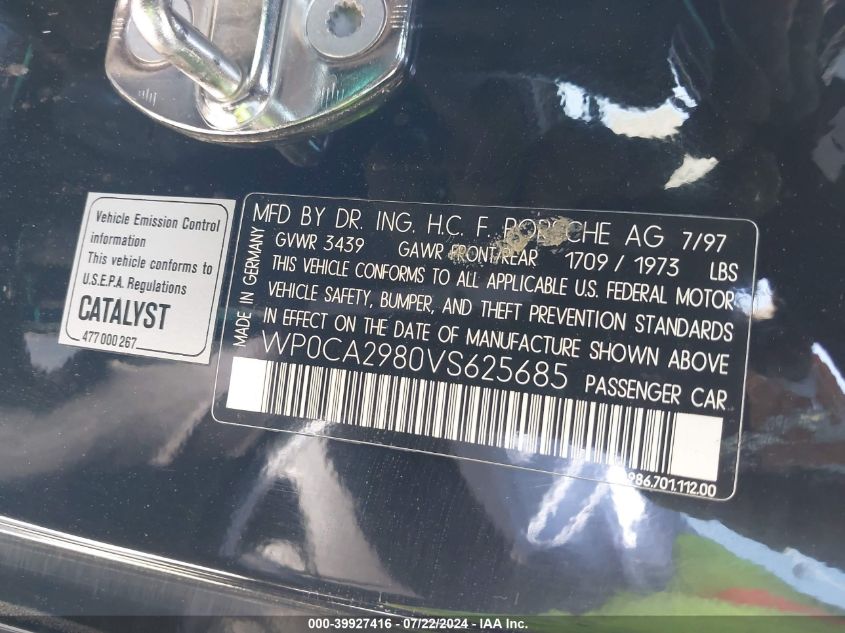 Vehicle Emission Control
information
This vehicle conforms to
U.S.E.P.A. Regulations
CATALYST
477 000 267
MADE IN GERMANY
MFD BY DR. ING. H.C. F. PORSCHE AG 7/97
GVWR 3439 GAWR FRONT/REAR 1709 / 1973 LBS
THIS VEHICLE CONFORMS TO ALL APPLICABLE U.S. FEDERAL MOTOR
VEHICLE SAFETY, BUMPER, AND THEFT PREVENTION STANDARDS
IN EFFECT ON THE DATE OF MANUFACTURE SHOWN ABOVE
WP0CA2980VS625685 PASSENGER CAR
986.701.112.00
000-39927416 - 07/22/2024 - IAA Inc.